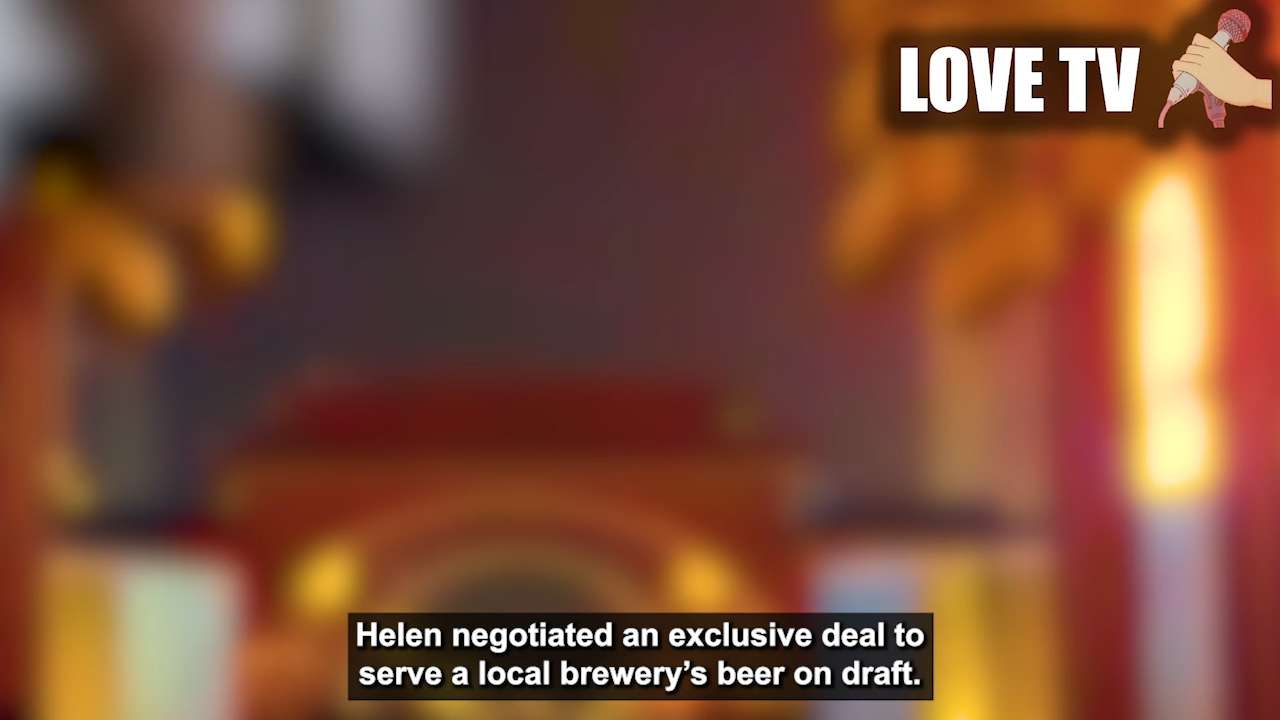 LOVE TV
Helen negotiated an exclusive deal to
serve a local brewery’s beer on draft.